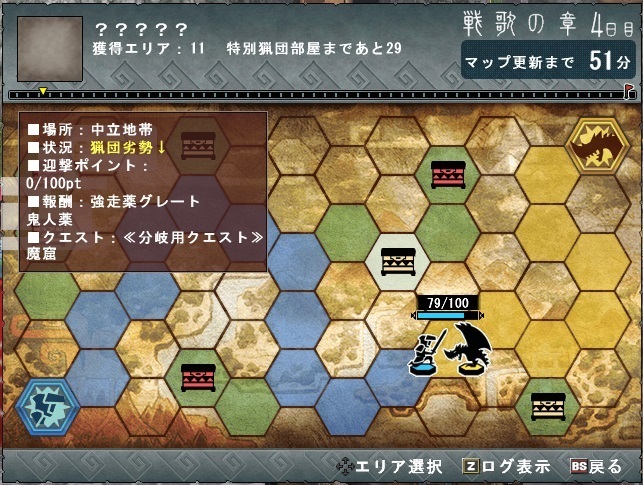 ？？？？？
獲得エリア：11　特別猟団部屋まであと29
戦歌の章 4日目
マップ更新まで 51分
■場所：中立地帯
■状況：猟団劣勢↓
■迎撃ポイント：
0/100pt
■報酬：強走薬グレート
鬼人薬
■クエスト：≪分岐用クエスト≫
魔窟
79/100
エリア選択 Zログ表示 BS戻る